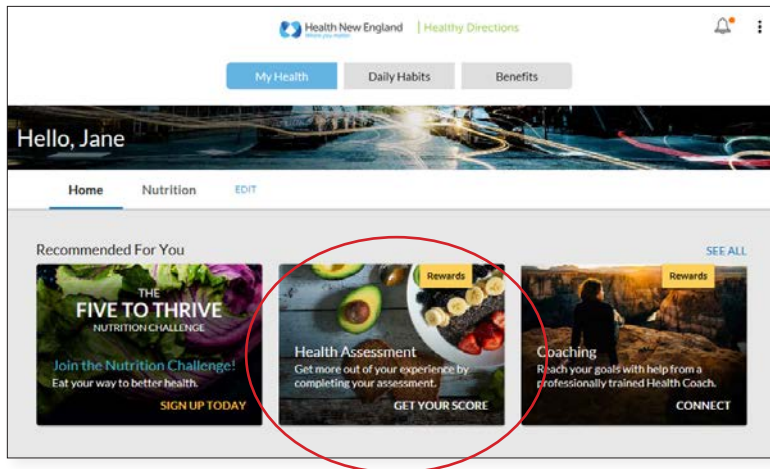 Health New England | Healthy Directions
Where you matter
My Health Daily Habits Benefits
Hello, Jane
Home Nutrition EDIT
Recommended For You
SEE ALL
THE
FIVE TO THRIVE
NUTRITION CHALLENGE
Join the Nutrition Challenge!
Eat your way to better health.
SIGN UP TODAY
Rewards
Health Assessment
Get more out of your experience by
completing your assessment.
GET YOUR SCORE
Rewards
Coaching
Reach your goals with help from a
professionally trained Health Coach.
CONNECT